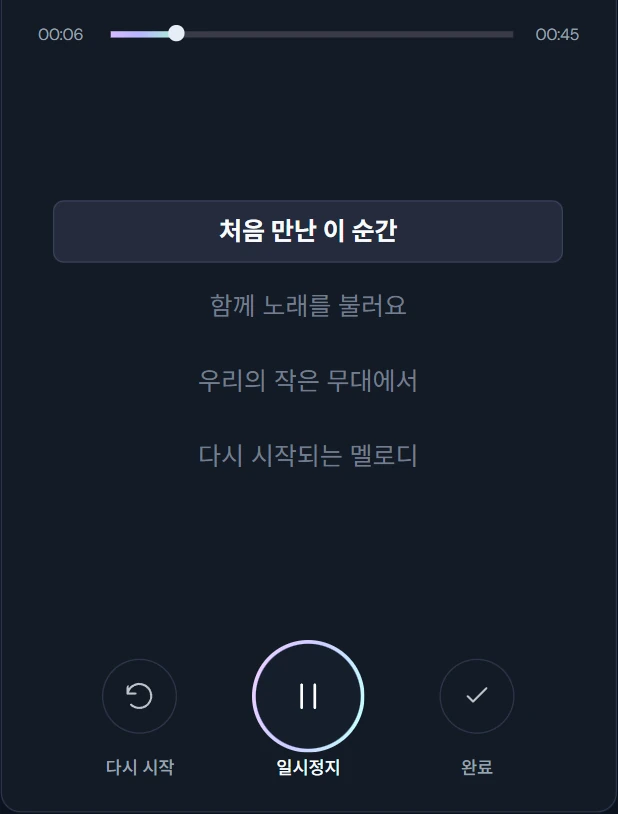 00:06 00:45
처음 만난 이 순간
함께 노래를 불러요
우리의 작은 무대에서
다시 시작되는 멜로디
다시 시작 일시정지 완료